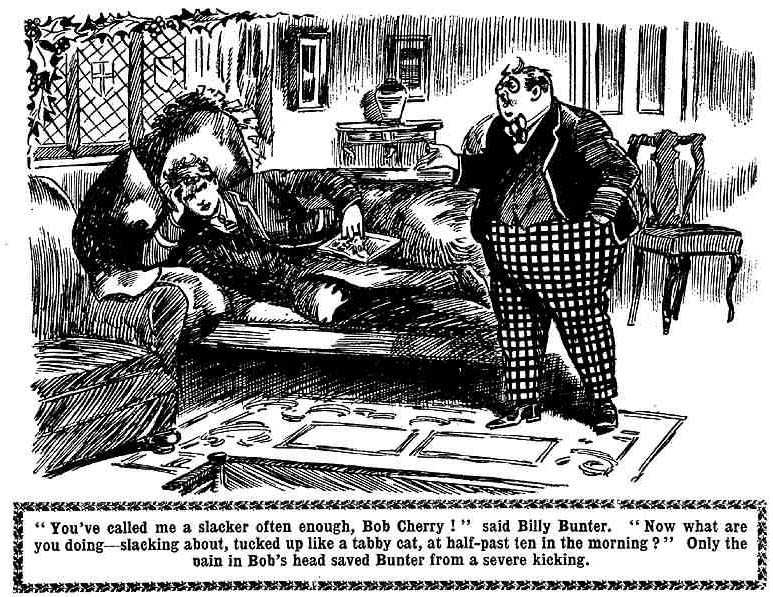 “ You've called me a slacker often enough, Bob Cherry ! ” said Billy Bunter. “ Now what are
you doing—slacking about, tucked up like a tabby cat, at half-past ten in the morning ? ” Only the
pain in Bob's head saved Bunter from a severe kicking.